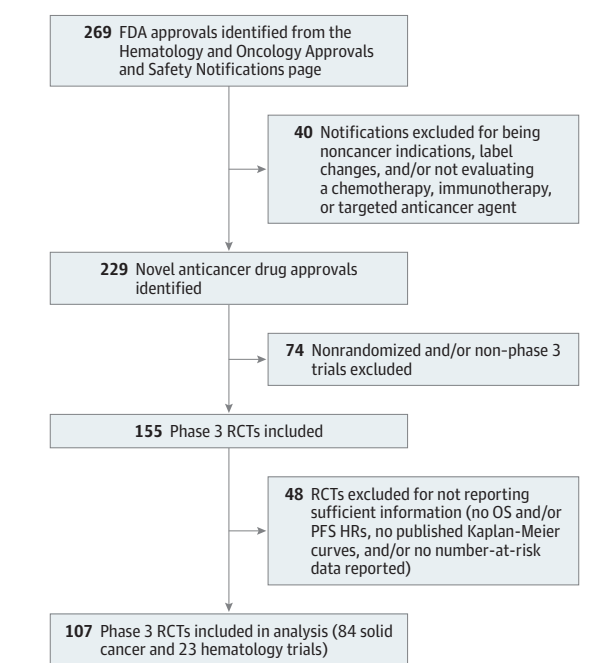 269 FDA approvals identified from the
Hematology and Oncology Approvals
and Safety Notifications page
40 Notifications excluded for being
noncancer indications, label
changes, and/or not evaluating
a chemotherapy, immunotherapy,
or targeted anticancer agent
229 Novel anticancer drug approvals
identified
74 Nonrandomized and/or non-phase 3
trials excluded
155 Phase 3 RCTs included
48 RCTs excluded for not reporting
sufficient information (no OS and/or
PFS HRs, no published Kaplan-Meier
curves, and/or no number-at-risk
data reported)
107 Phase 3 RCTs included in analysis (84 solid
cancer and 23 hematology trials)